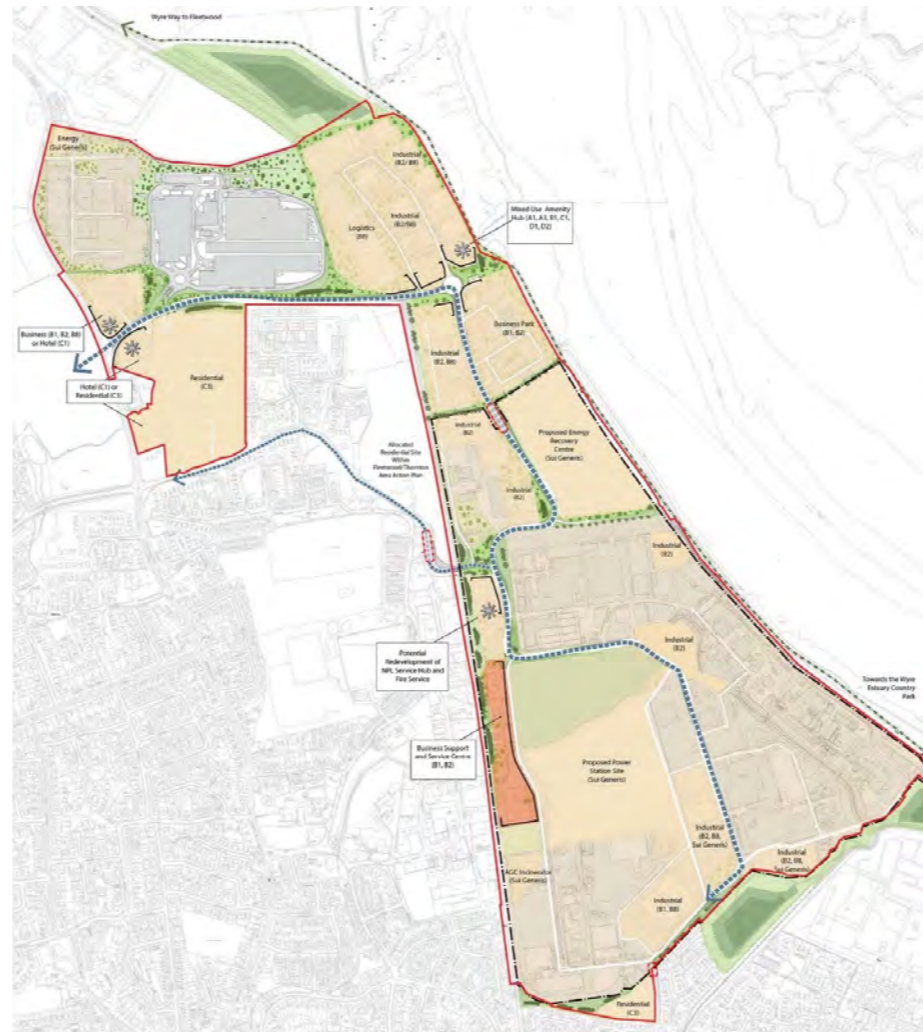 Wyre Way to Fleetwood
Energy
(Sui Generis)
Industrial
(B2/ B8)
Industrial
(B2/B8)
Logistics
(B8)
Mixed Use Amenity
Hub (A1, A3, B1, C1,
D1, D2)
Business (B1, B2, B8)
or Hotel (C1)
Hotel (C1) or
Residential (C3)
Residential
(C3)
Business Park
(B1, B2)
Industrial
(B2, B8)
Allocated
Residential Site
Within
Fleetwood/Thornton
Area Action Plan
Industrial
(B2)
Proposed Energy
Recovery
Centre
(Sui Generis)
Industrial
(B2)
Industrial
(B2)
Industrial
(B2)
Potential
Redevelopment of
NPL Service Hub and
Fire Service
Towards the Wyre
Estuary Country
Park
Business Support
and Service Centre
(B1, B2)
Proposed Power
Station Site
(Sui Generis)
Industrial
(B2, B8,
Sui Generis)
Industrial
(B2, B8,
Sui Generis)
AGC Incinerator
(Sui Generis)
Industrial
(B1, B8)
Residential
(C3)